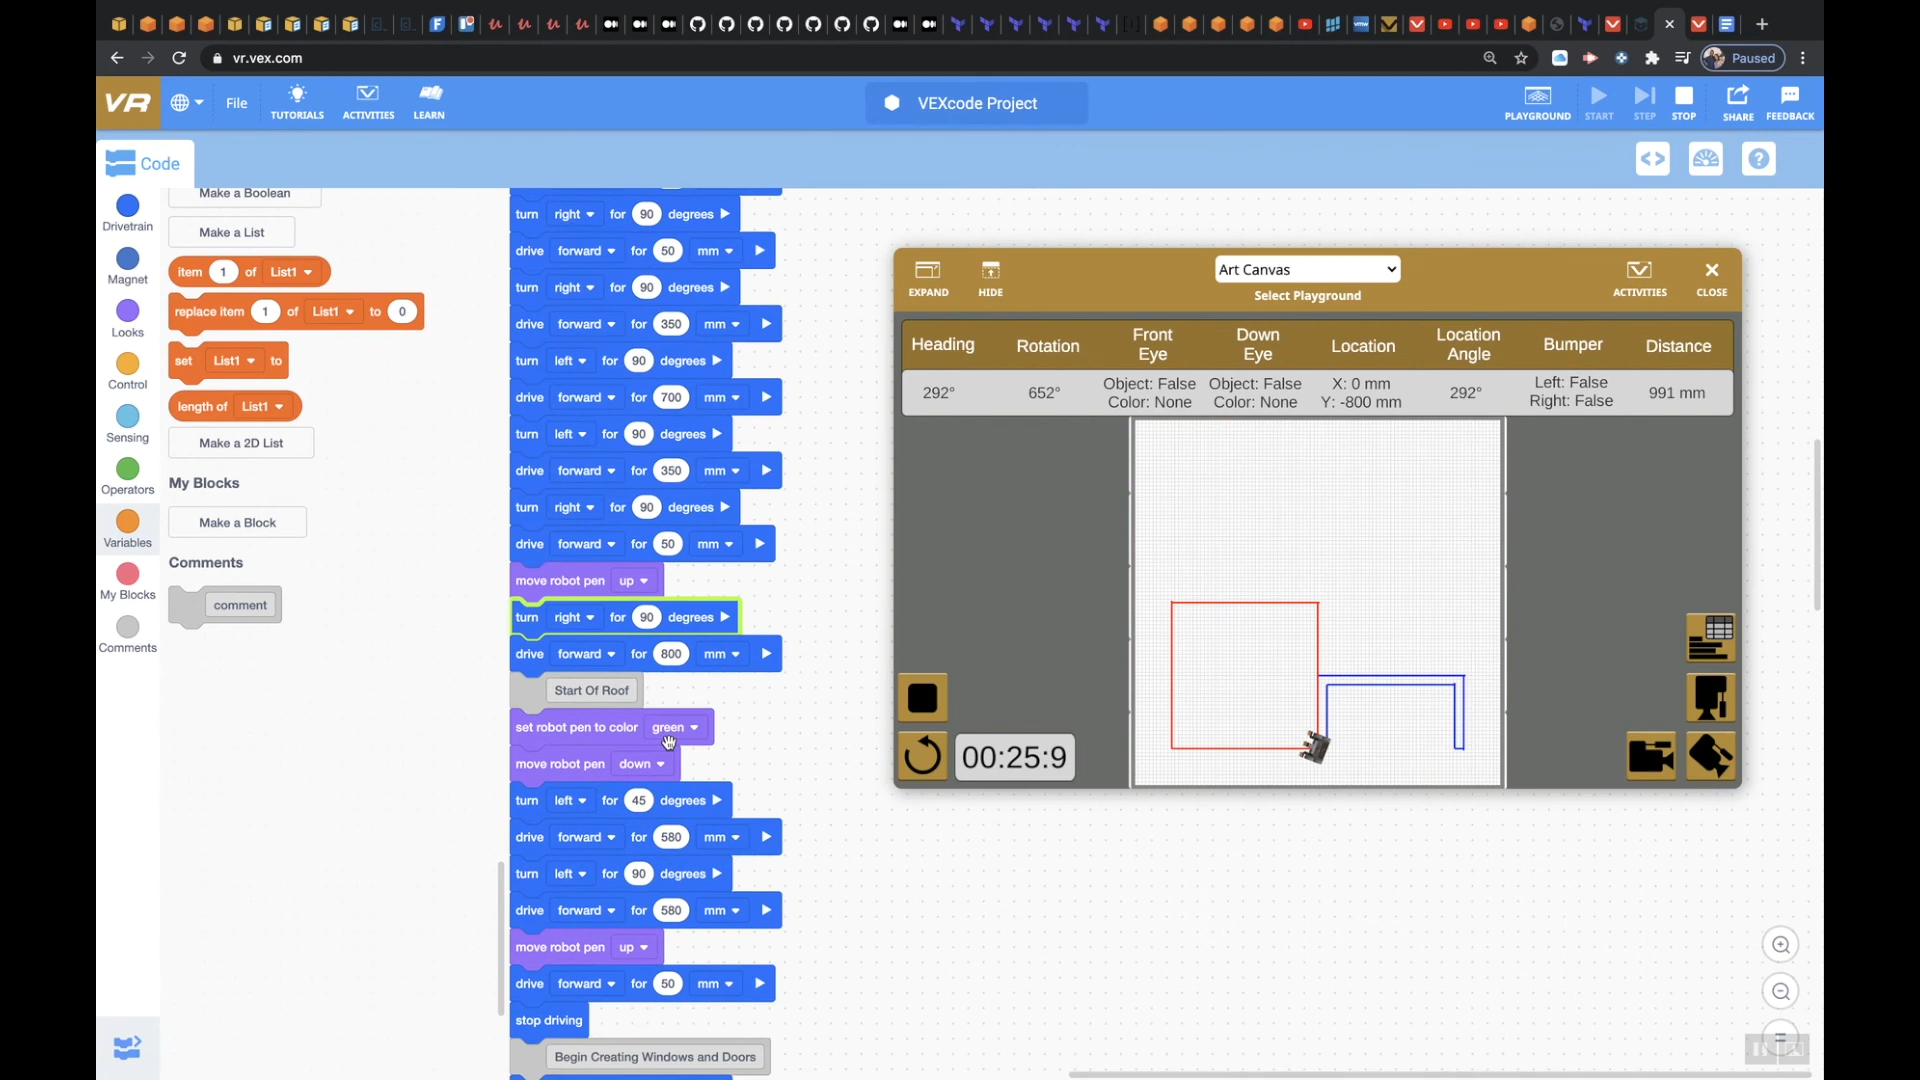 vr.vex.com
Paused
VR
File
TUTORIALS
ACTIVITIES
LEARN
VEXcode Project
PLAYGROUND
START
STEP
STOP
SHARE
FEEDBACK
Code
Drivetrain
Magnet
Looks
Control
Sensing
Operators
Variables
My Blocks
Comments
Make a Boolean
Make a List
item 1 of List1
replace item 1 of List1 to 0
set List1 to
length of List1
Make a 2D List
My Blocks
Make a Block
Comments
comment
turn right for 90 degrees
drive forward for 50 mm
turn right for 90 degrees
drive forward for 350 mm
turn left for 90 degrees
drive forward for 700 mm
turn left for 90 degrees
drive forward for 350 mm
turn right for 90 degrees
drive forward for 50 mm
move robot pen up
turn right for 90 degrees
drive forward for 800 mm
Start Of Roof
set robot pen to color green
move robot pen down
turn left for 45 degrees
drive forward for 580 mm
turn left for 90 degrees
drive forward for 580 mm
move robot pen up
drive forward for 50 mm
stop driving
Begin Creating Windows and Doors
EXPAND
HIDE
Art Canvas
Select Playground
ACTIVITIES
CLOSE
Heading
Rotation
Front
Eye
Down
Eye
Location
Location
Angle
Bumper
Distance
292°
652°
Object: False
Color: None
Object: False
Color: None
X: 0 mm
Y: -800 mm
292°
Left: False
Right: False
991 mm
00:25:9